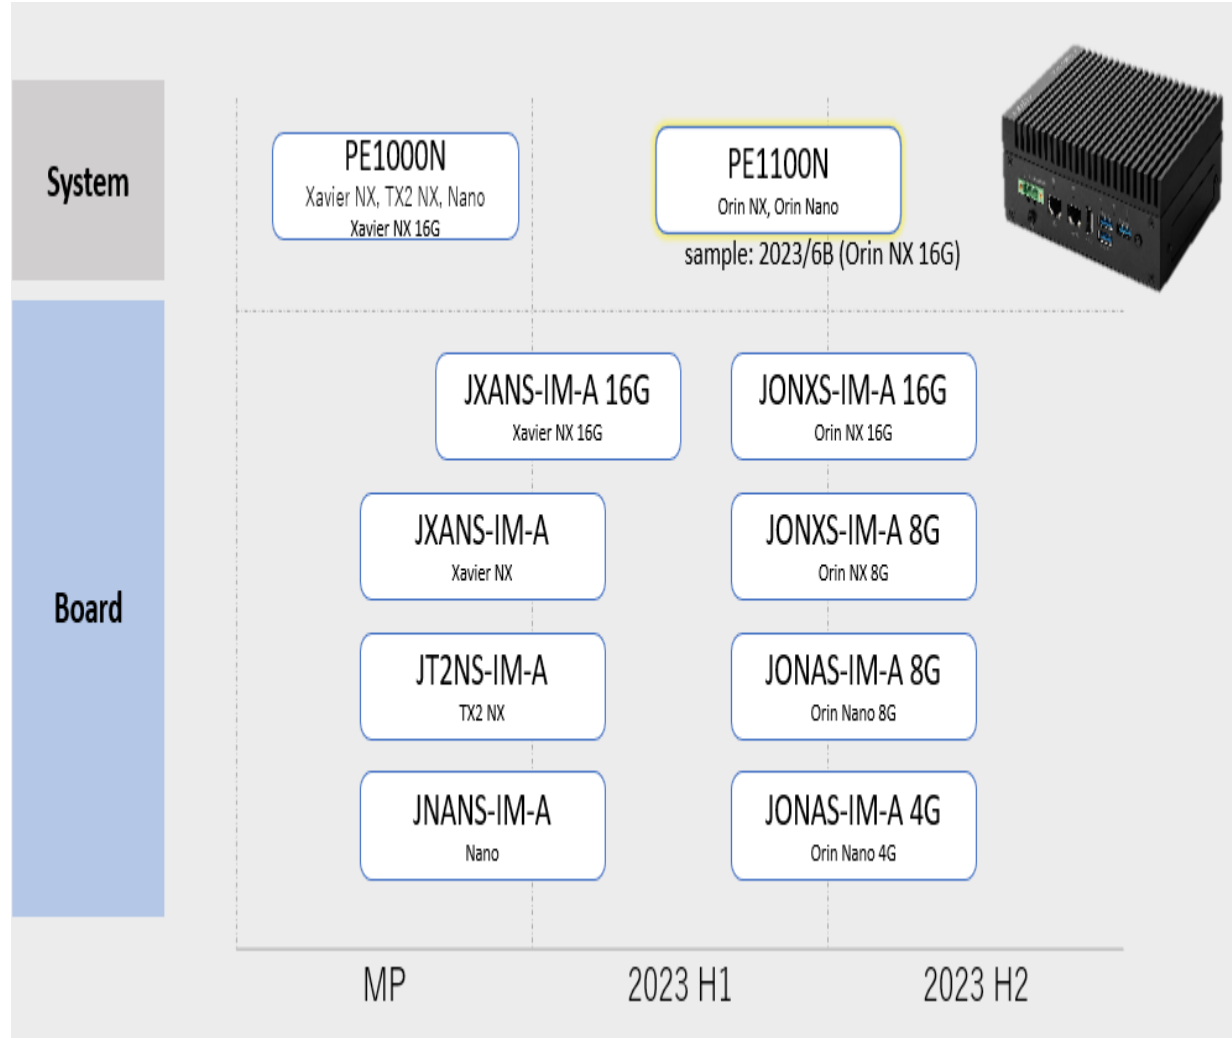 System
PE1000N
Xavier NX, TX2 NX, Nano
Xavier NX 16G
PE1100N
Orin NX, Orin Nano
sample: 2023/6B (Orin NX 16G)
Board
JXANS-IM-A 16G
Xavier NX 16G
JONXS-IM-A 16G
Orin NX 16G
JXANS-IM-A
Xavier NX
JONXS-IM-A 8G
Orin NX 8G
JT2NS-IM-A
TX2 NX
JONAS-IM-A 8G
Orin Nano 8G
JNANS-IM-A
Nano
JONAS-IM-A 4G
Orin Nano 4G
MP
2023 H1
2023 H2